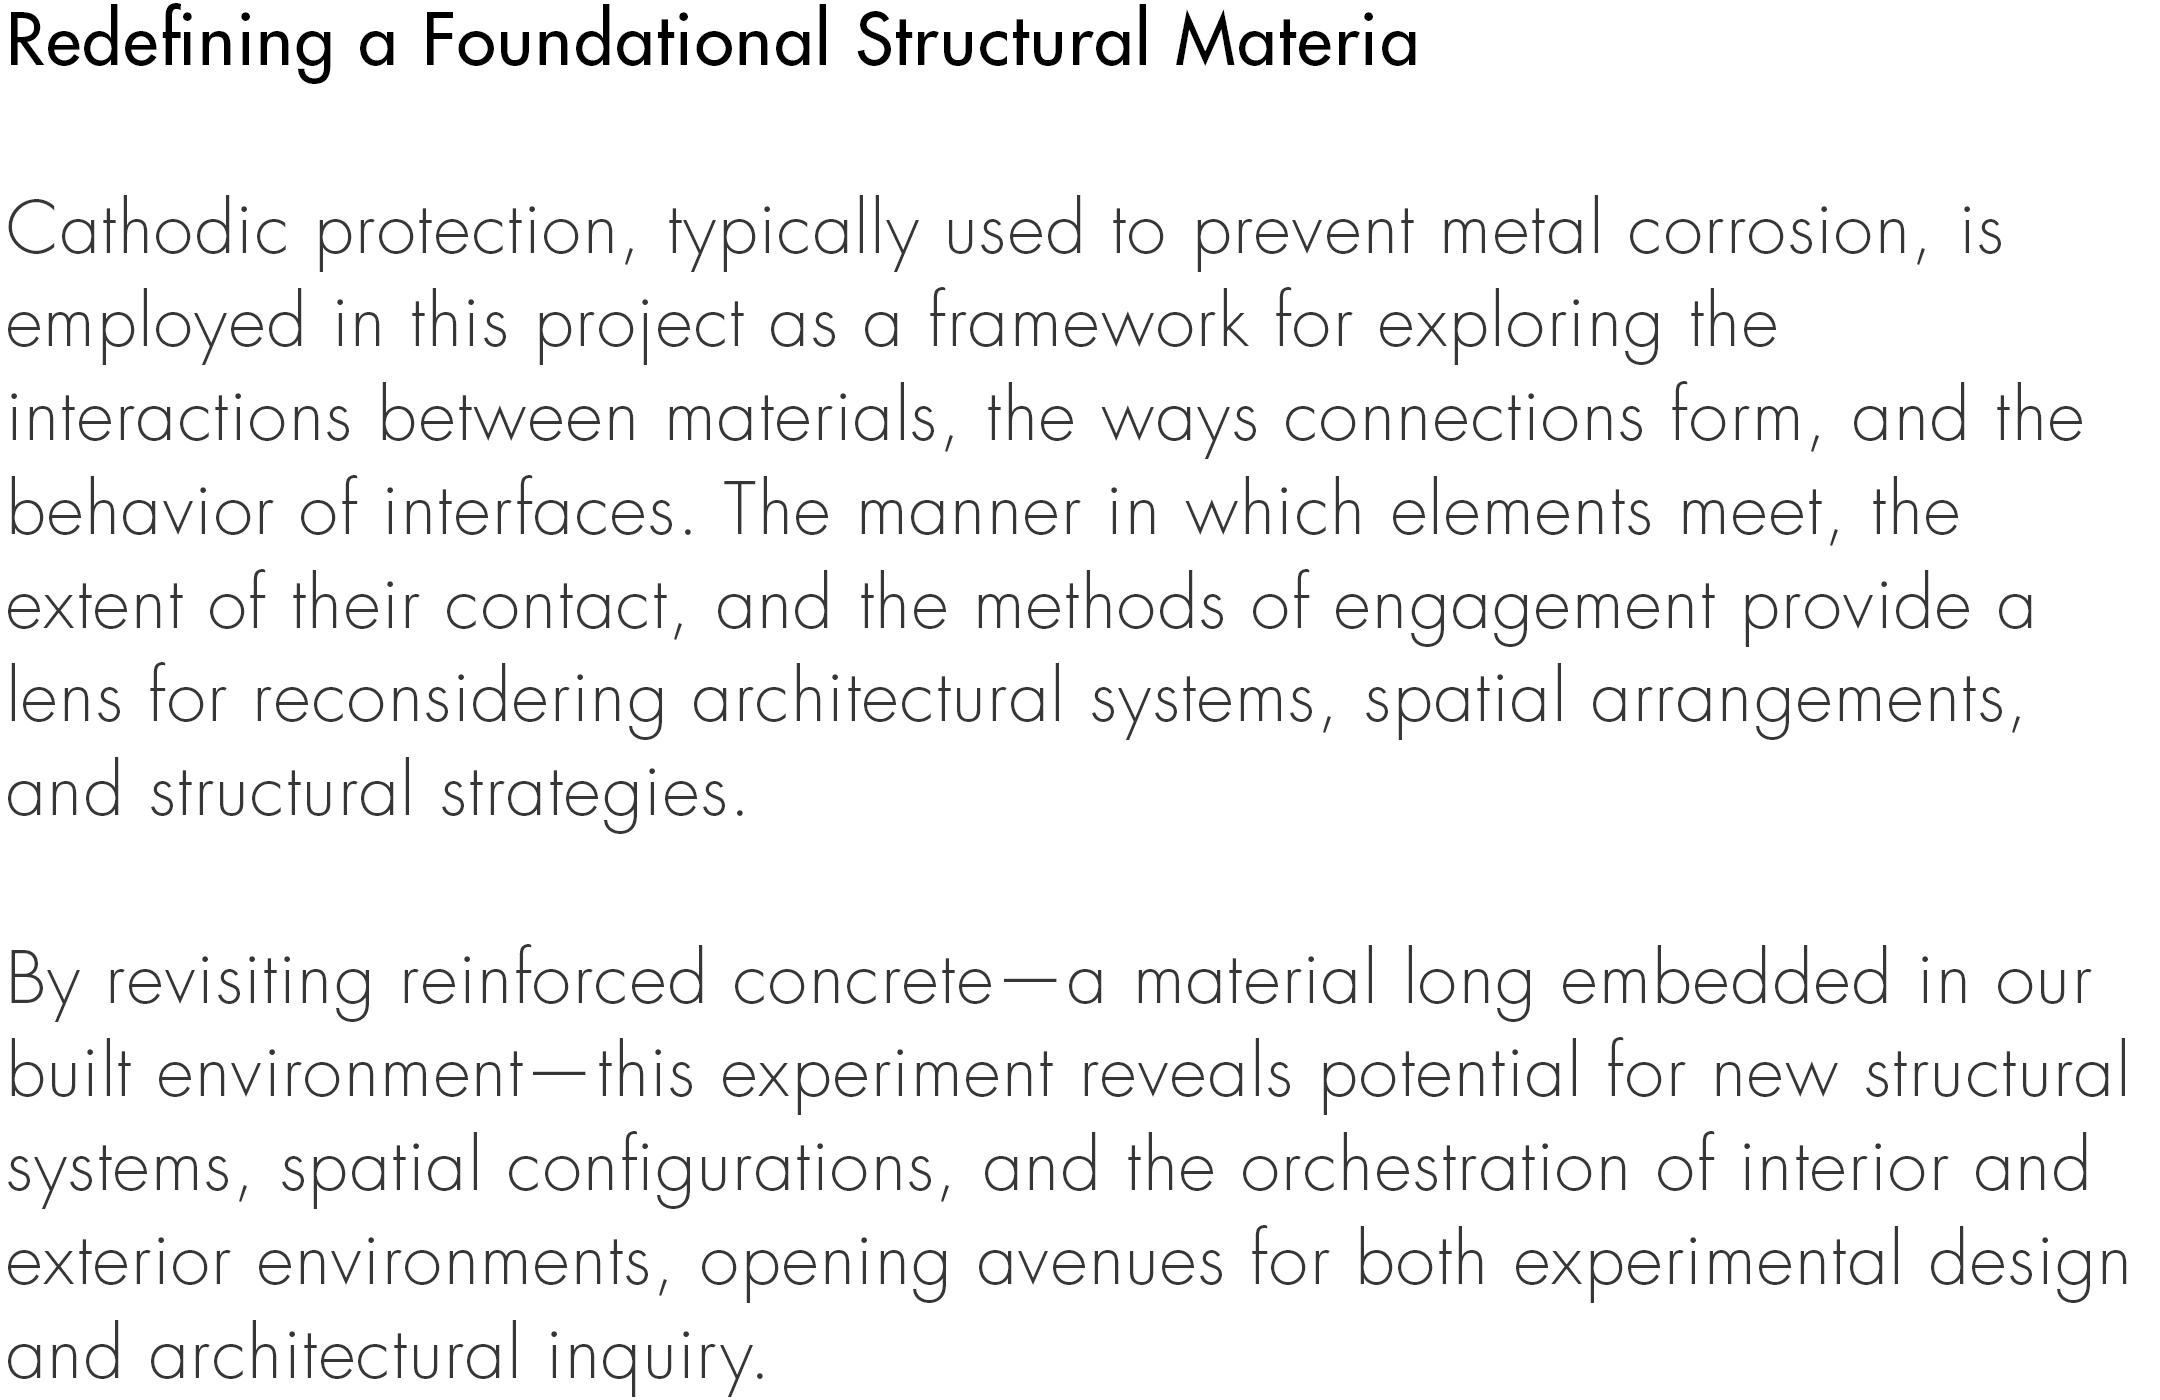 Redefining a Foundational Structural Materia
Cathodic protection, typically used to prevent metal corrosion, is
employed in this project as a framework for exploring the
interactions between materials, the ways connections form, and the
behavior of interfaces. The manner in which elements meet, the
extent of their contact, and the methods of engagement provide a
lens for reconsidering architectural systems, spatial arrangements,
and structural strategies.
By revisiting reinforced concrete—a material long embedded in our
built environment—this experiment reveals potential for new structural
systems, spatial configurations, and the orchestration of interior and
exterior environments, opening avenues for both experimental design
and architectural inquiry.